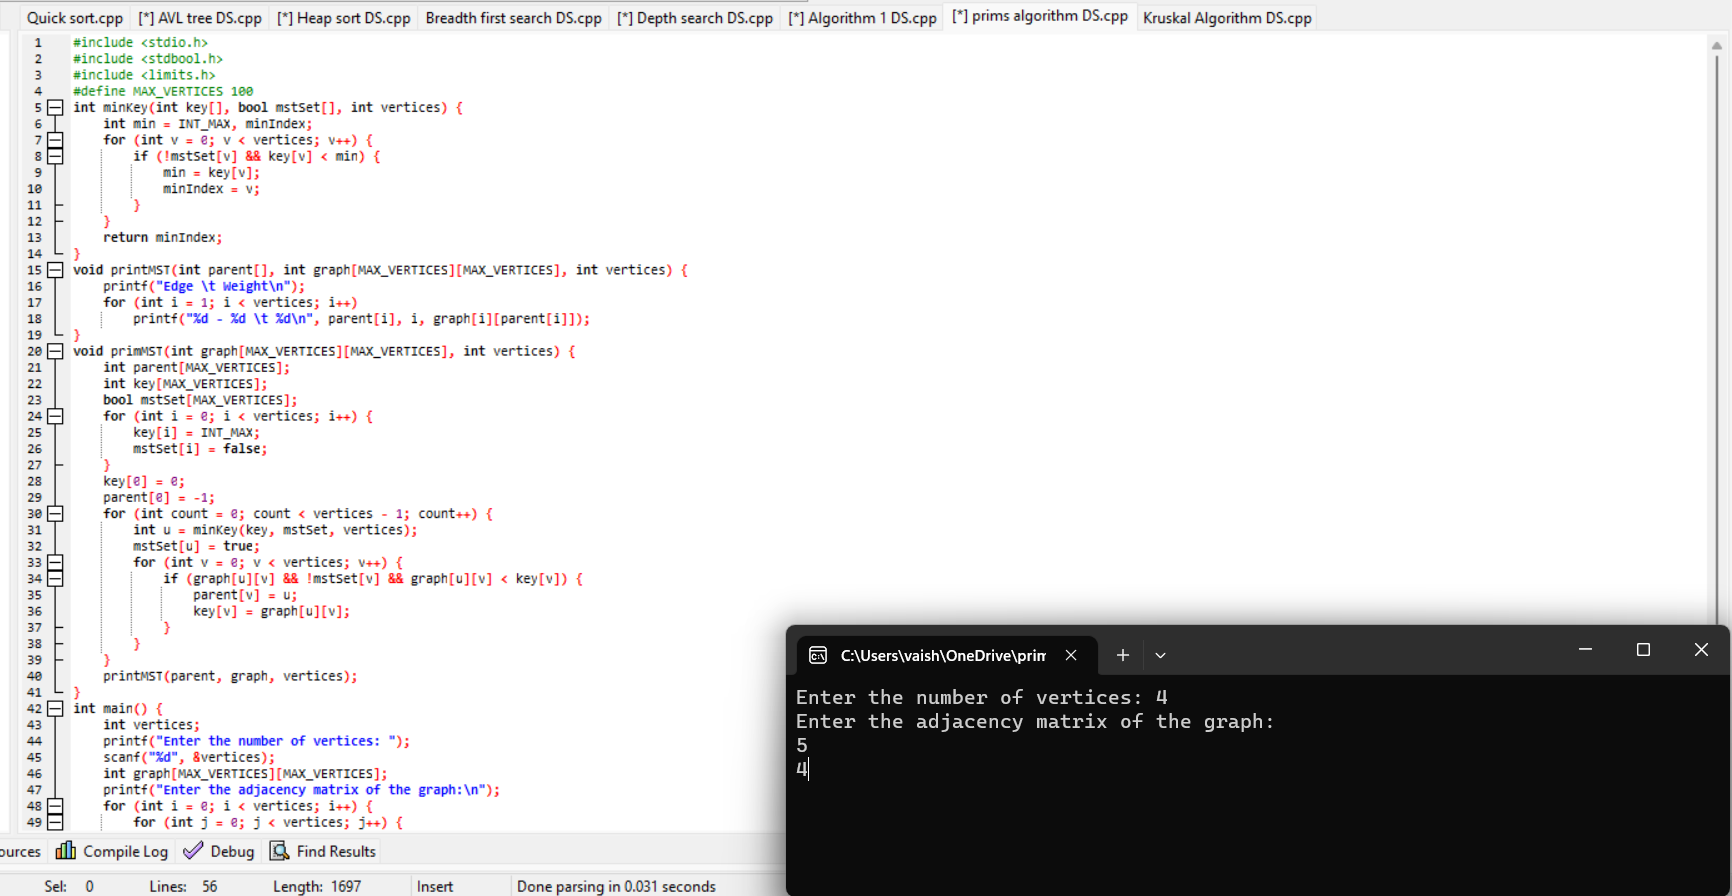 Quick sort.cpp [*] AVL tree DS.cpp [*] Heap sort DS.cpp Breadth first search DS.cpp [*] Depth search DS.cpp [*] Algorithm 1 DS.cpp [*] prims algorithm DS.cpp Kruskal Algorithm DS.cpp
1 #include <stdio.h>
2 #include <stdbool.h>
3 #include <limits.h>
4 #define MAX_VERTICES 100
5 int minKey(int key[], bool mstSet[], int vertices) {
6 int min = INT_MAX, minIndex;
7 for (int v = 0; v < vertices; v++) {
8 if (!mstSet[v] && key[v] < min) {
9 min = key[v];
10 minIndex = v;
11 }
12 }
13 return minIndex;
14 }
15 void printMST(int parent[], int graph[MAX_VERTICES][MAX_VERTICES], int vertices) {
16 printf("Edge \t Weight\n");
17 for (int i = 1; i < vertices; i++)
18 printf("%d - %d \t %d\n", parent[i], i, graph[i][parent[i]]);
19 }
20 void primMST(int graph[MAX_VERTICES][MAX_VERTICES], int vertices) {
21 int parent[MAX_VERTICES];
22 int key[MAX_VERTICES];
23 bool mstSet[MAX_VERTICES];
24 for (int i = 0; i < vertices; i++) {
25 key[i] = INT_MAX;
26 mstSet[i] = false;
27 }
28 key[0] = 0;
29 parent[0] = -1;
30 for (int count = 0; count < vertices - 1; count++) {
31 int u = minKey(key, mstSet, vertices);
32 mstSet[u] = true;
33 for (int v = 0; v < vertices; v++) {
34 if (graph[u][v] && !mstSet[v] && graph[u][v] < key[v]) {
35 parent[v] = u;
36 key[v] = graph[u][v];
37 }
38 }
39 }
40 printMST(parent, graph, vertices);
41 }
42 int main() {
43 int vertices;
44 printf("Enter the number of vertices: ");
45 scanf("%d", &vertices);
46 int graph[MAX_VERTICES][MAX_VERTICES];
47 printf("Enter the adjacency matrix of the graph:\n");
48 for (int i = 0; i < vertices; i++) {
49 for (int j = 0; j < vertices; j++) {
C:\Users\vaish\OneDrive\prim
Enter the number of vertices: 4
Enter the adjacency matrix of the graph:
5
4
ources Compile Log Debug Find Results
Sel: 0 Lines: 56 Length: 1697 Insert Done parsing in 0.031 seconds